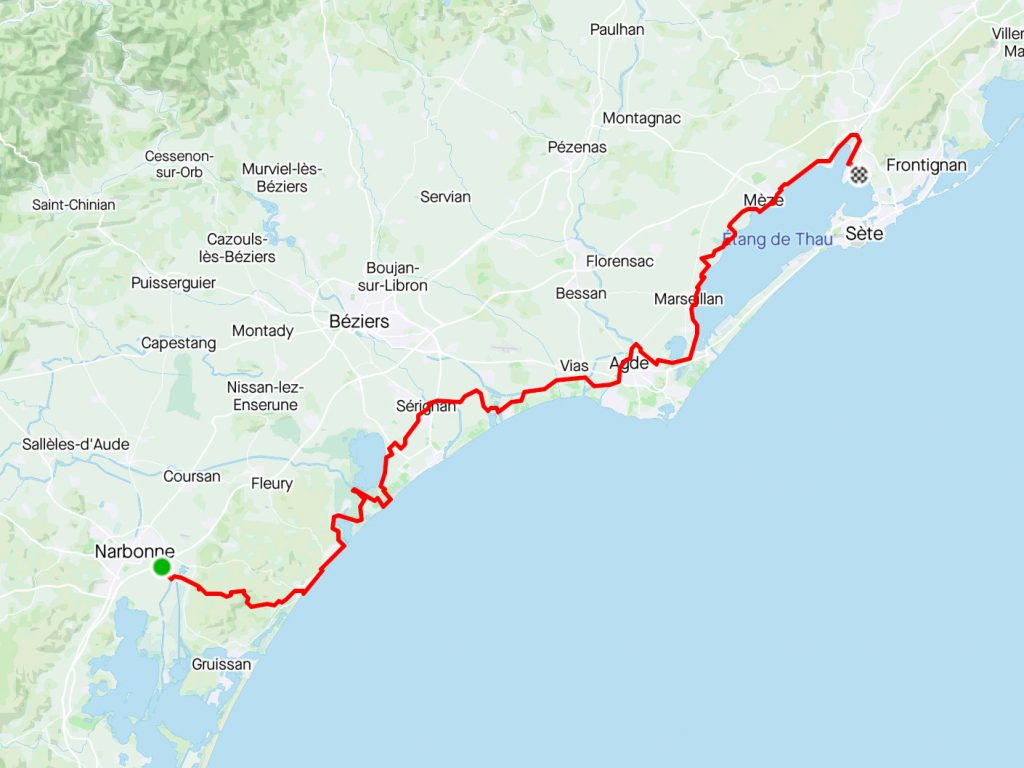 Paulhan
Viller
Ma
Montagnac
Pézenas
Cessenon-
sur-Orb
Murviel-lès-
Béziers
Frontignan
Servian
Mèze
Saint-Chinian
Sète
Étang de Thau
Cazouls-
lès-Béziers
Florensac
Boujan-
sur-Libron
Puisserguier
Bessan
Marseillan
Béziers
Montady
Capestang
Vias
Agde
Nissan-lez-
Enserune
Sérignan
Sallèles-d'Aude
Coursan
Fleury
Narbonne
Gruissan